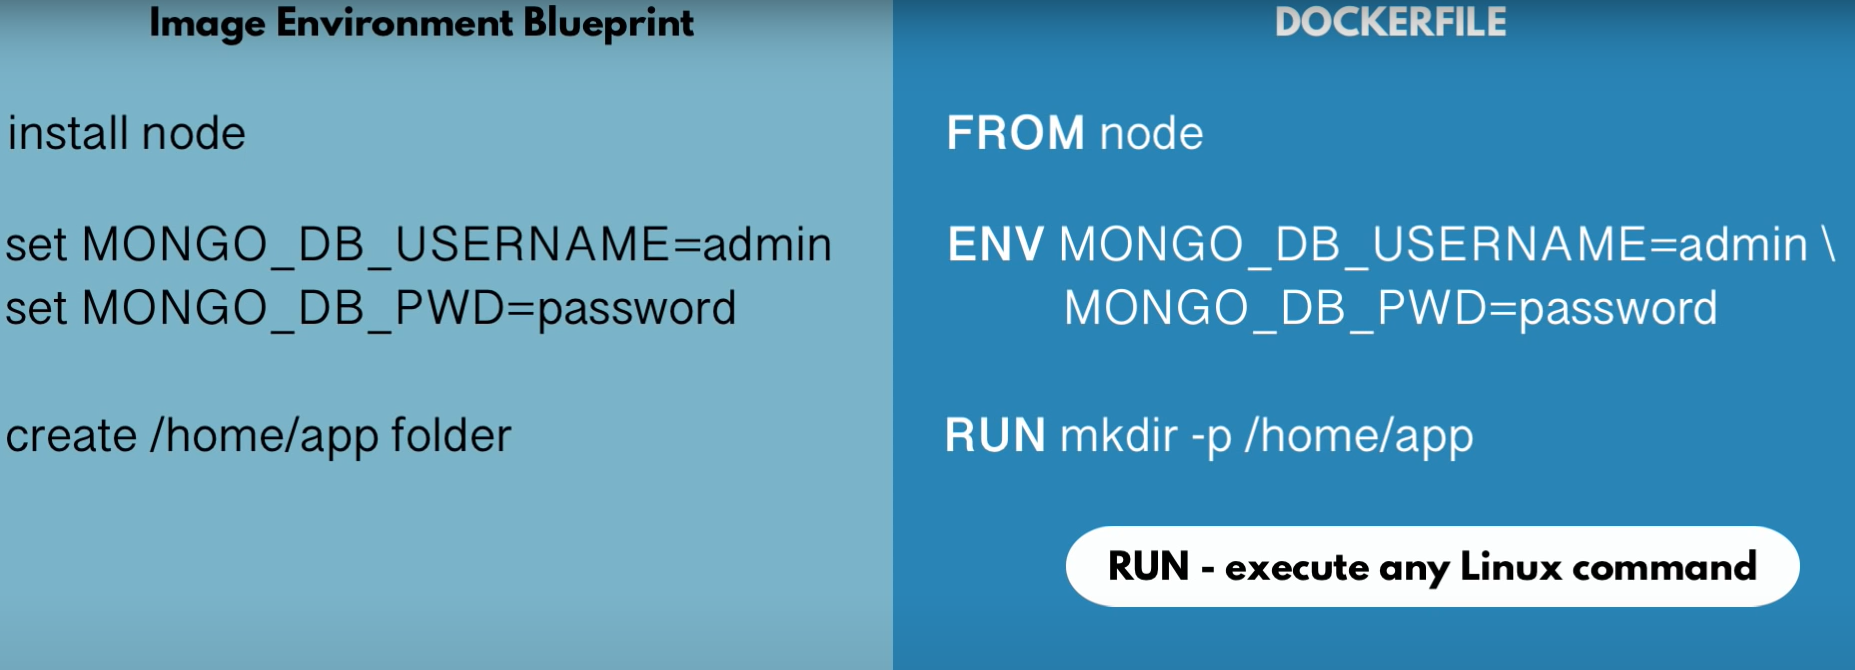 Image Environment Blueprint
install node
set MONGO_DB_USERNAME=admin
set MONGO_DB_PWD=password
create /home/app folder
DOCKERFILE
FROM node
ENV MONGO_DB_USERNAME=admin \
MONGO_DB_PWD=password
RUN mkdir -p /home/app
RUN - execute any Linux command